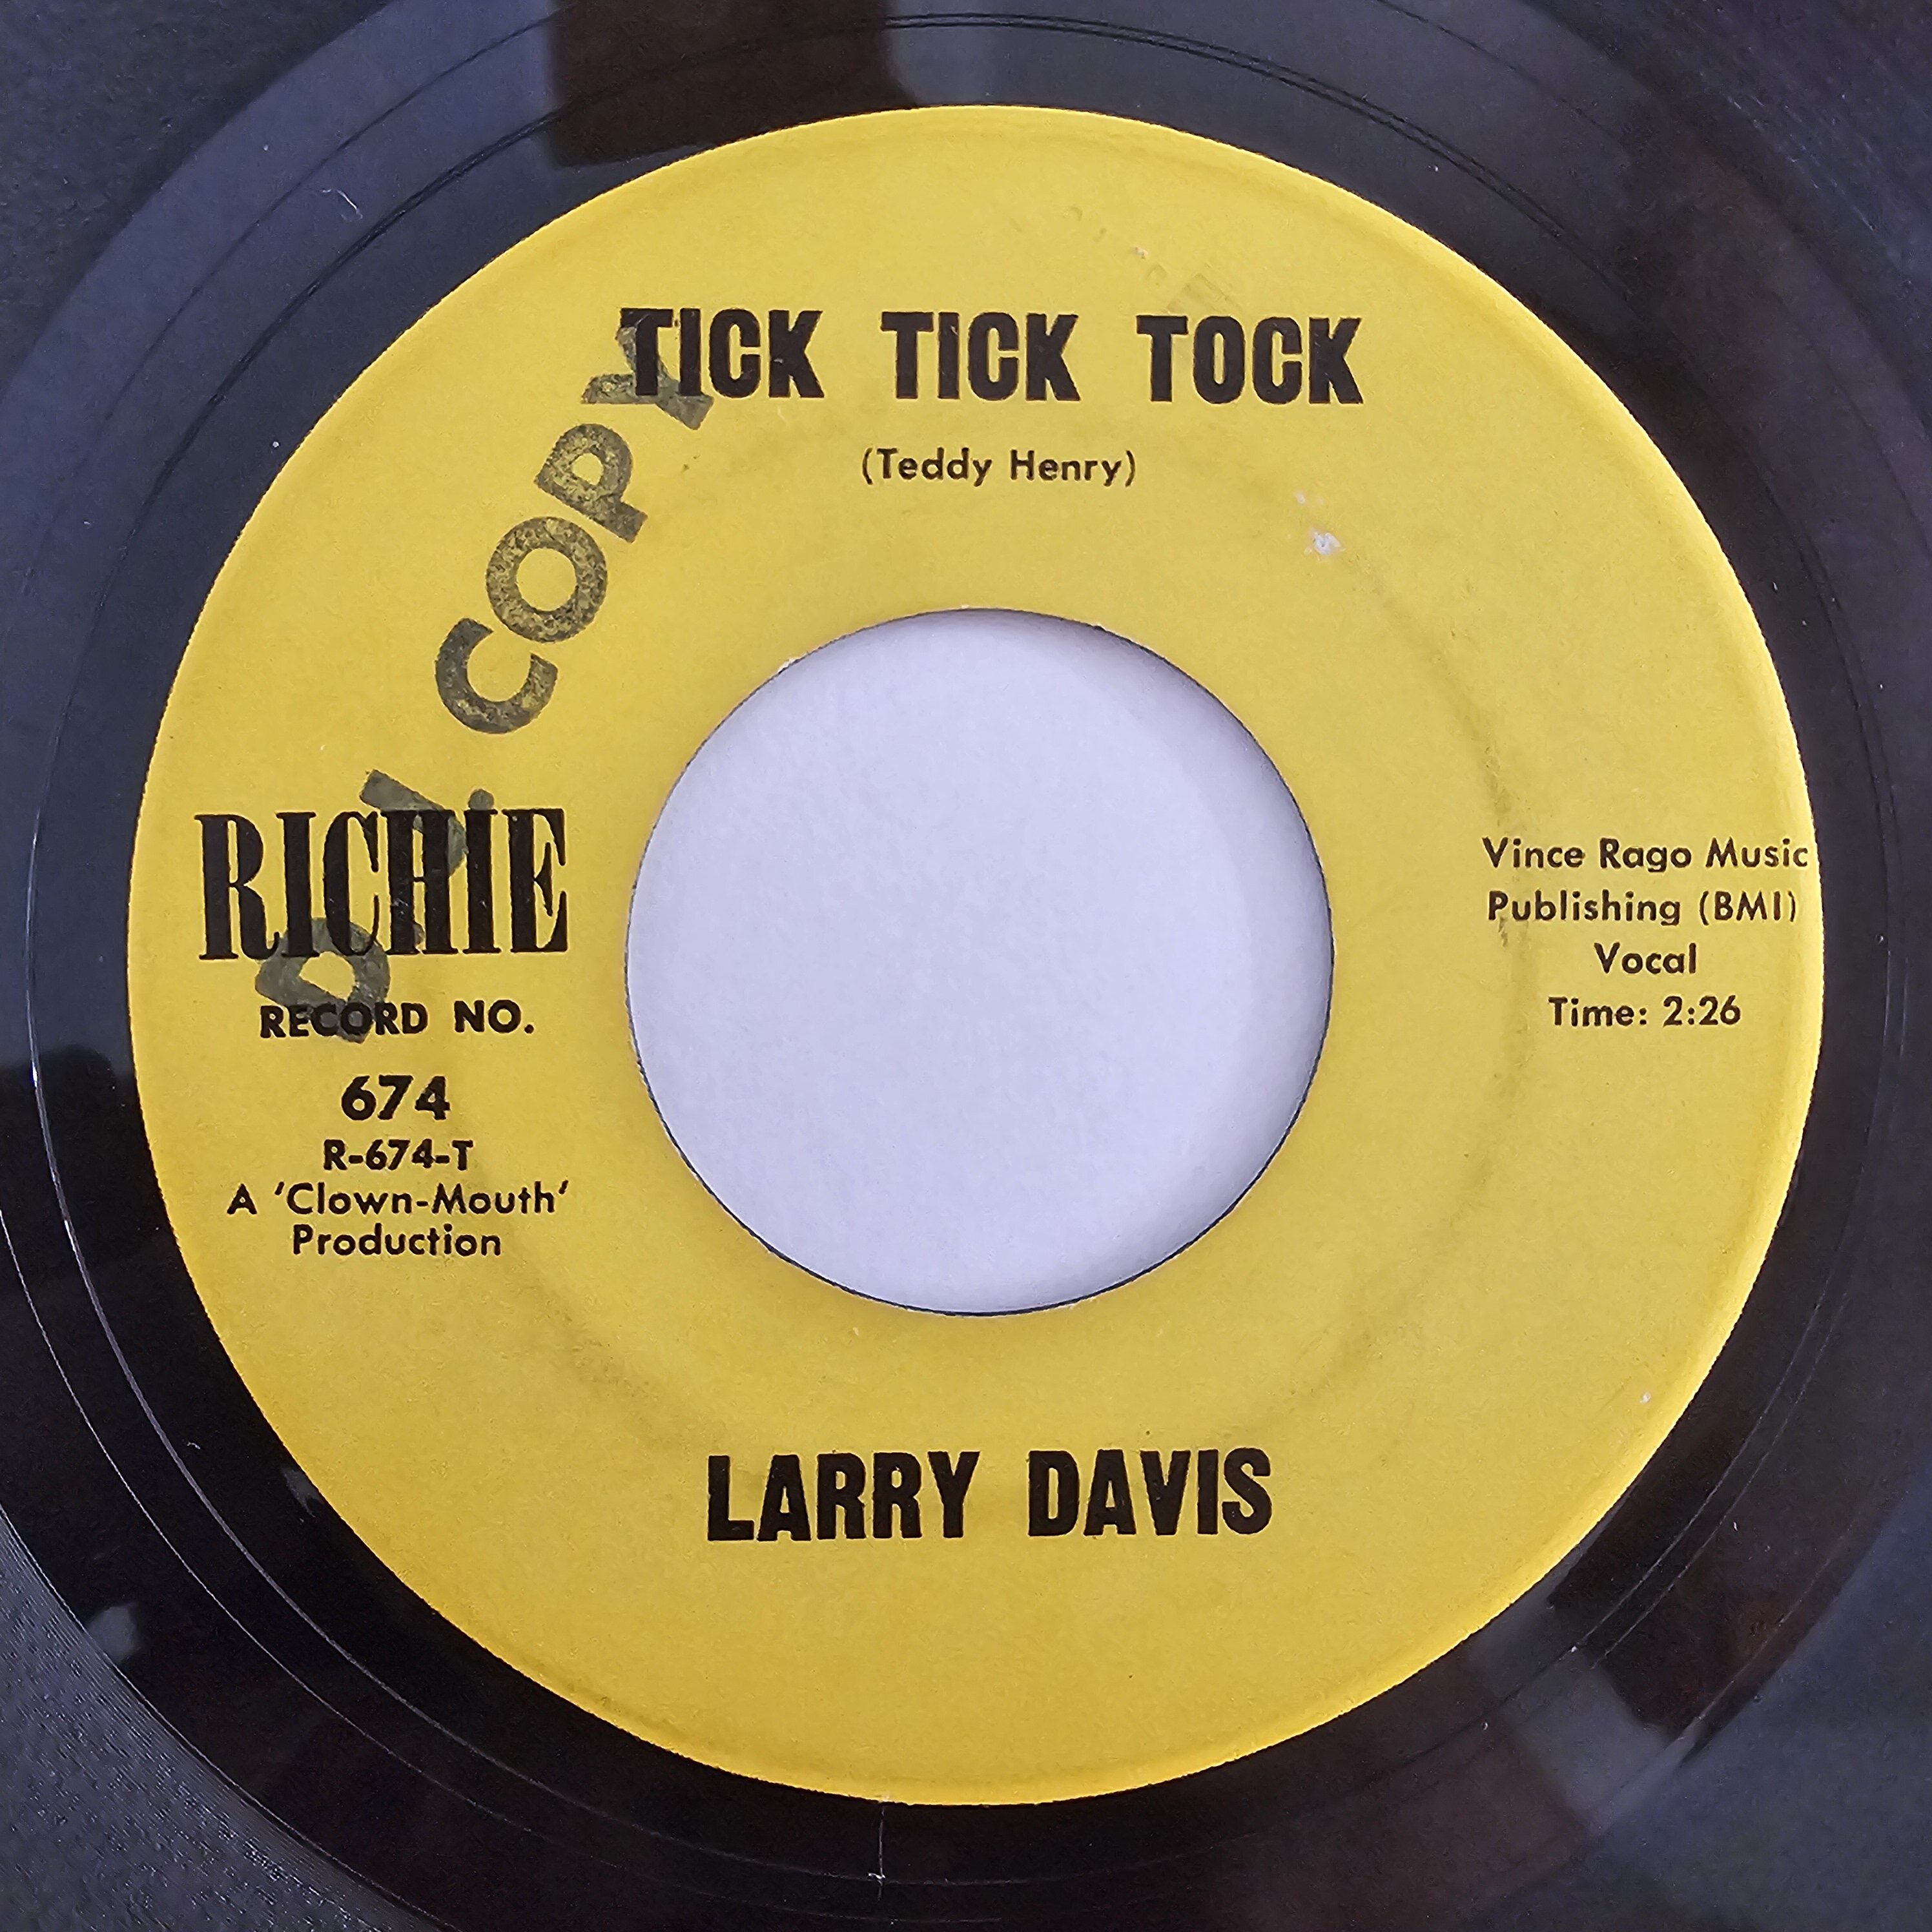 TICK TICK TOCK
(Teddy Henry)
D.J. COPY
RICHIE
RECORD NO.
674
R-674-T
A 'Clown-Mouth'
Production
Vince Rago Music
Publishing (BMI)
Vocal
Time: 2:26
LARRY DAVIS